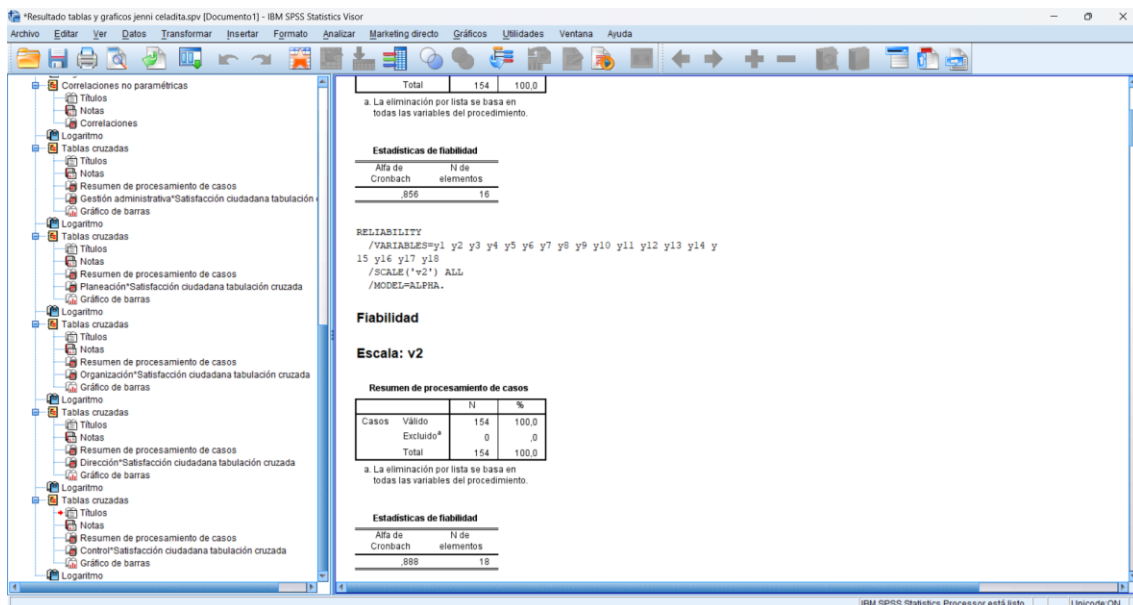 *Resultado tablas y graficos jenni celadita.spv [Documento1] - IBM SPSS Statistics Visor
Archivo Editar Ver Datos Transformar Insertar Formato Analizar Marketing directo Gráficos Utilidades Ventana Ayuda
Correlaciones no paramétricas
Títulos
Notas
Correlaciones
Logaritmo
Tablas cruzadas
Títulos
Notas
Resumen de procesamiento de casos
Gestión administrativa*Satisfacción ciudadana tabulación
Gráfico de barras
Logaritmo
Tablas cruzadas
Títulos
Notas
Resumen de procesamiento de casos
Planeación*Satisfacción ciudadana tabulación cruzada
Gráfico de barras
Logaritmo
Tablas cruzadas
Títulos
Notas
Resumen de procesamiento de casos
Organización*Satisfacción ciudadana tabulación cruzada
Gráfico de barras
Logaritmo
Tablas cruzadas
Títulos
Notas
Resumen de procesamiento de casos
Dirección*Satisfacción ciudadana tabulación cruzada
Gráfico de barras
Logaritmo
Tablas cruzadas
Títulos
Notas
Resumen de procesamiento de casos
Control*Satisfacción ciudadana tabulación cruzada
Gráfico de barras
Logaritmo
Total 154 100,0
a. La eliminación por lista se basa en
todas las variables del procedimiento.
Estadísticas de fiabilidad
Alfa de N de
Cronbach elementos
,856 16
RELIABILITY
/VARIABLES=y1 y2 y3 y4 y5 y6 y7 y8 y9 y10 y11 y12 y13 y14 y
15 y16 y17 y18
/SCALE('v2') ALL
/MODEL=ALPHA.
Fiabilidad
Escala: v2
Resumen de procesamiento de casos
N %
Casos Válido 154 100,0
Excluidoª 0 ,0
Total 154 100,0
a. La eliminación por lista se basa en
todas las variables del procedimiento.
Estadísticas de fiabilidad
Alfa de N de
Cronbach elementos
,888 18
IBM SPSS Statistics Processor está listo Unicode:ON